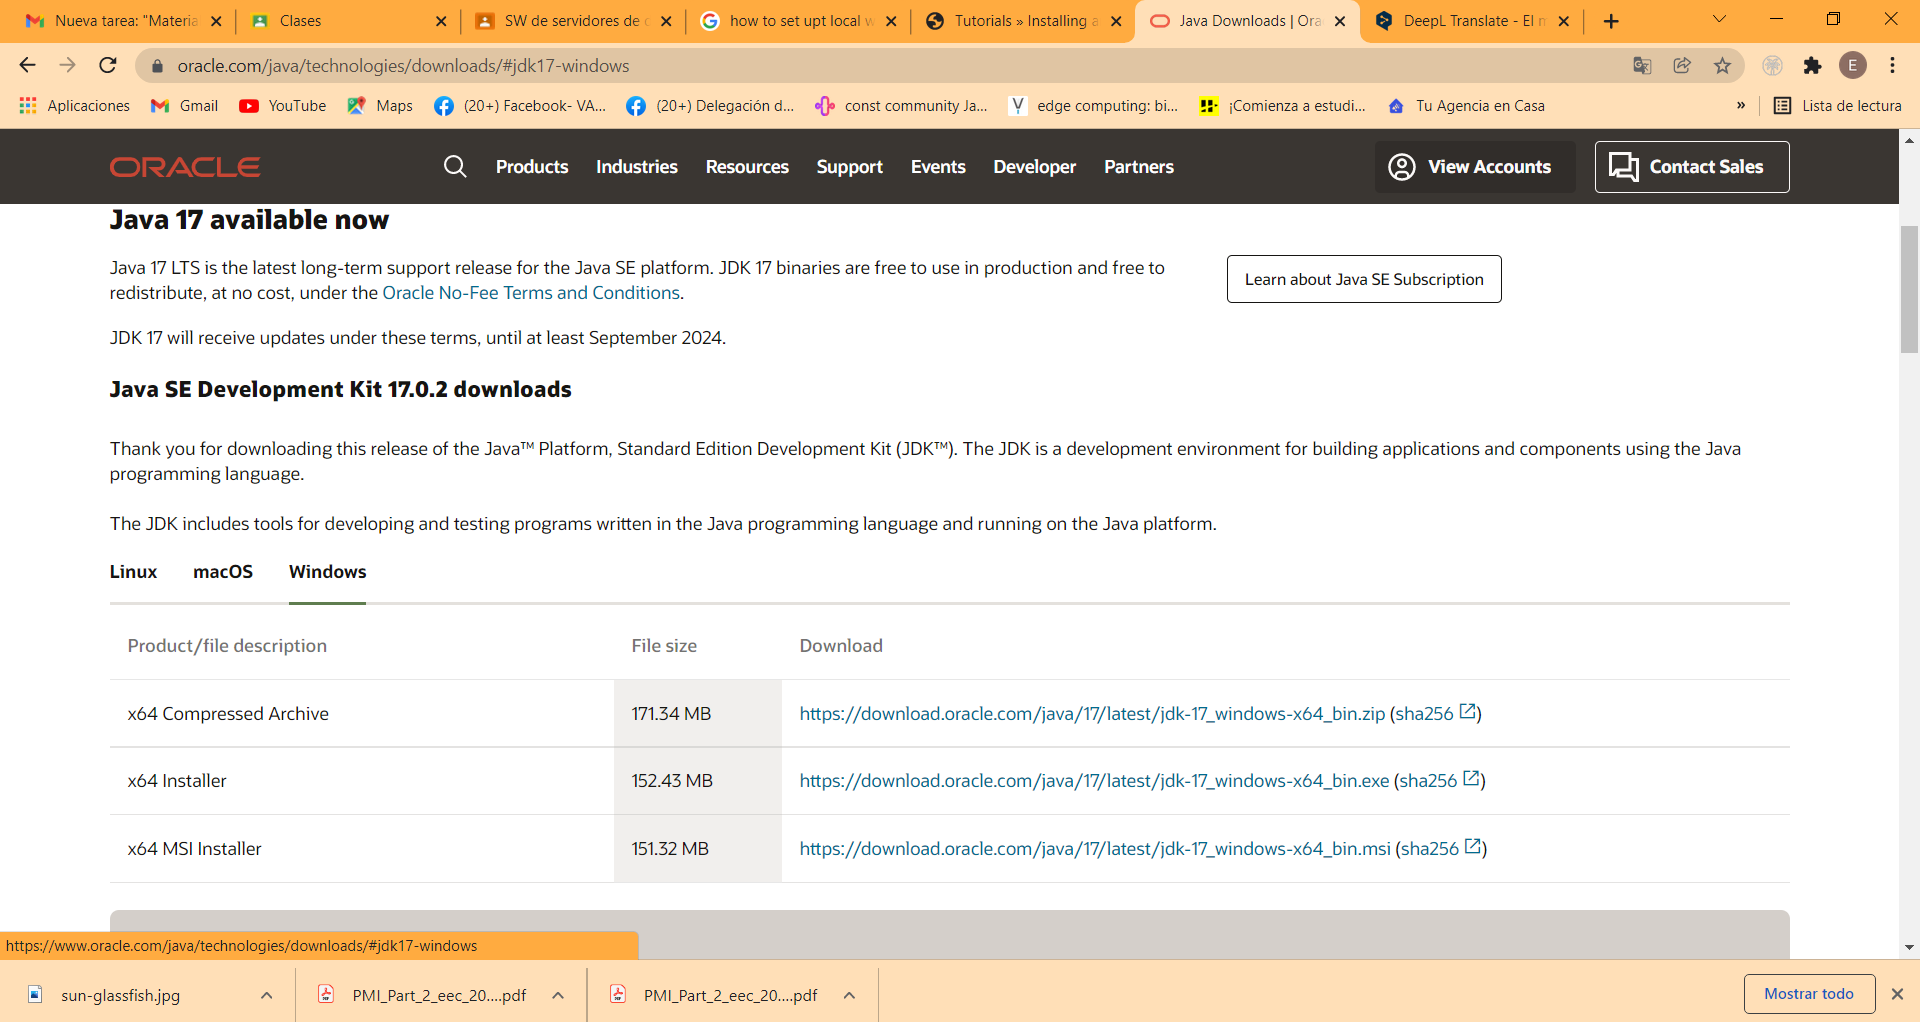 Nueva tarea: "Materia
Clases
SW de servidores de c
how to set upt local w
Tutorials » Installing a
Java Downloads | Ora
DeepL Translate - El m
oracle.com/java/technologies/downloads/#jdk17-windows
E
Aplicaciones
Gmail
YouTube
Maps
(20+) Facebook- VA...
(20+) Delegación d...
const community Ja...
edge computing: bi...
¡Comienza a estudi...
Tu Agencia en Casa
»
Lista de lectura
ORACLE
Products
Industries
Resources
Support
Events
Developer
Partners
View Accounts
Contact Sales
Java 17 available now
Java 17 LTS is the latest long-term support release for the Java SE platform. JDK 17 binaries are free to use in production and free to
redistribute, at no cost, under the Oracle No-Fee Terms and Conditions.
Learn about Java SE Subscription
JDK 17 will receive updates under these terms, until at least September 2024.
Java SE Development Kit 17.0.2 downloads
Thank you for downloading this release of the Java™ Platform, Standard Edition Development Kit (JDK™). The JDK is a development environment for building applications and components using the Java
programming language.
The JDK includes tools for developing and testing programs written in the Java programming language and running on the Java platform.
Linux
macOS
Windows
Product/file description
File size
Download
x64 Compressed Archive
171.34 MB
https://download.oracle.com/java/17/latest/jdk-17_windows-x64_bin.zip (sha256)
x64 Installer
152.43 MB
https://download.oracle.com/java/17/latest/jdk-17_windows-x64_bin.exe (sha256)
x64 MSI Installer
151.32 MB
https://download.oracle.com/java/17/latest/jdk-17_windows-x64_bin.msi (sha256)
https://www.oracle.com/java/technologies/downloads/#jdk17-windows
sun-glassfish.jpg
PMI_Part_2_eec_20....pdf
PMI_Part_2_eec_20....pdf
Mostrar todo